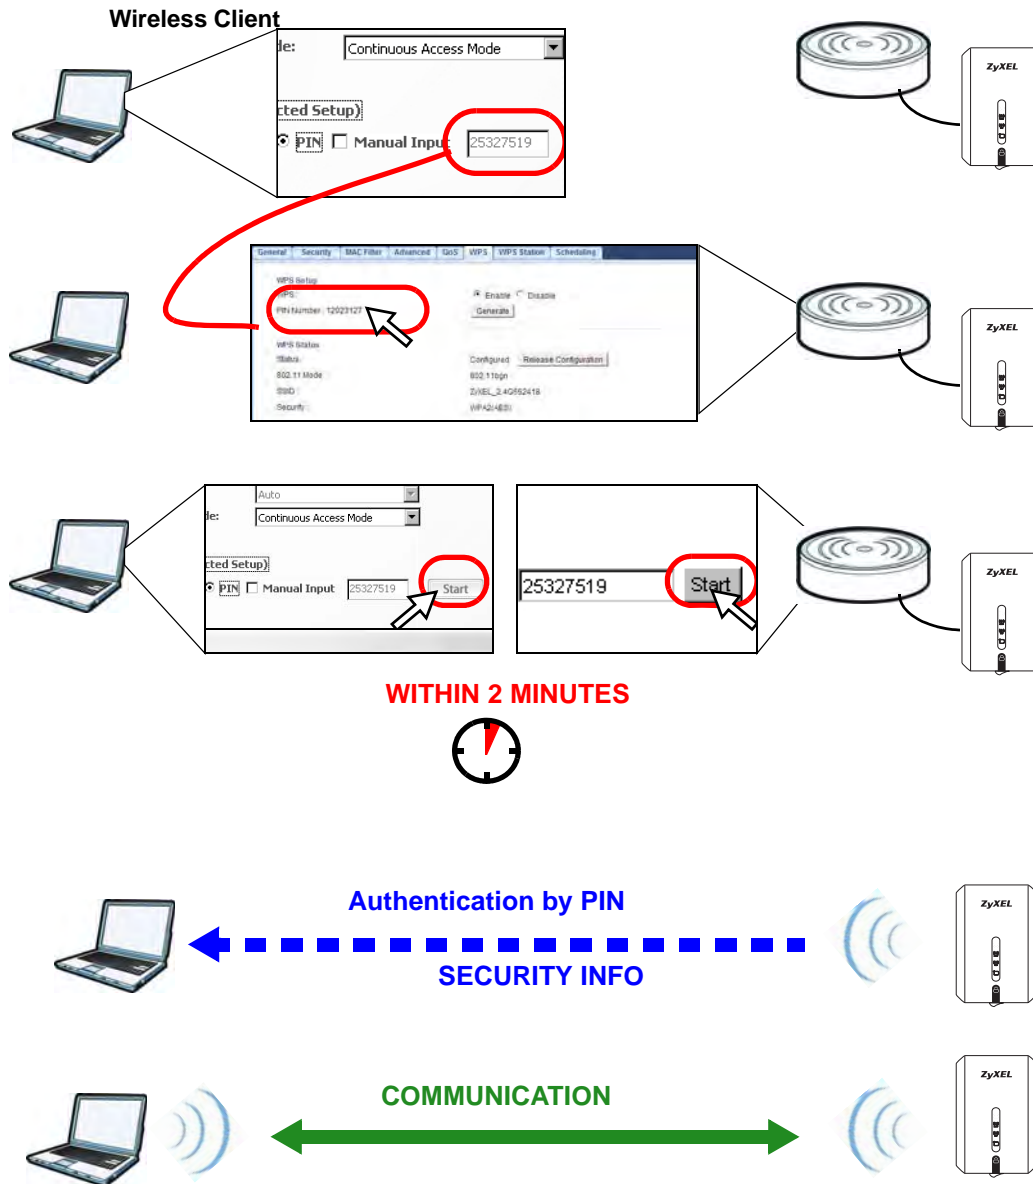 Wireless Client
de:
Continuous Access Mode
ZyXEL
cted Setup)
PIN
Manual Input
25327519
General Security MAC Filter Advanced QoS WPS WPS Station Scheduling
WPS Setup
WPS :
Enable Disable
PIN Number : 12023127
Generate
ZyXEL
WPS Status
Status :
Configured
Release Configuration
802.11 Mode :
802.11bgn
SSID :
Security :
Auto
de:
Continuous Access Mode
cted Setup)
PIN
Manual Input
25327519
Start
25327519
Start
ZyXEL
WITHIN 2 MINUTES
Authentication by PIN
SECURITY INFO
ZyXEL
COMMUNICATION
ZyXEL